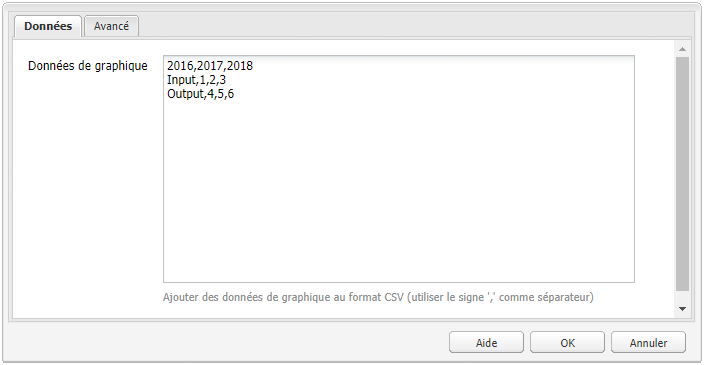 Données
Avancé
Données de graphique
2016,2017,2018
Input,1,2,3
Output,4,5,6
Ajouter des données de graphique au format CSV (utiliser le signe ',' comme séparateur)
Aide
OK
Annuler